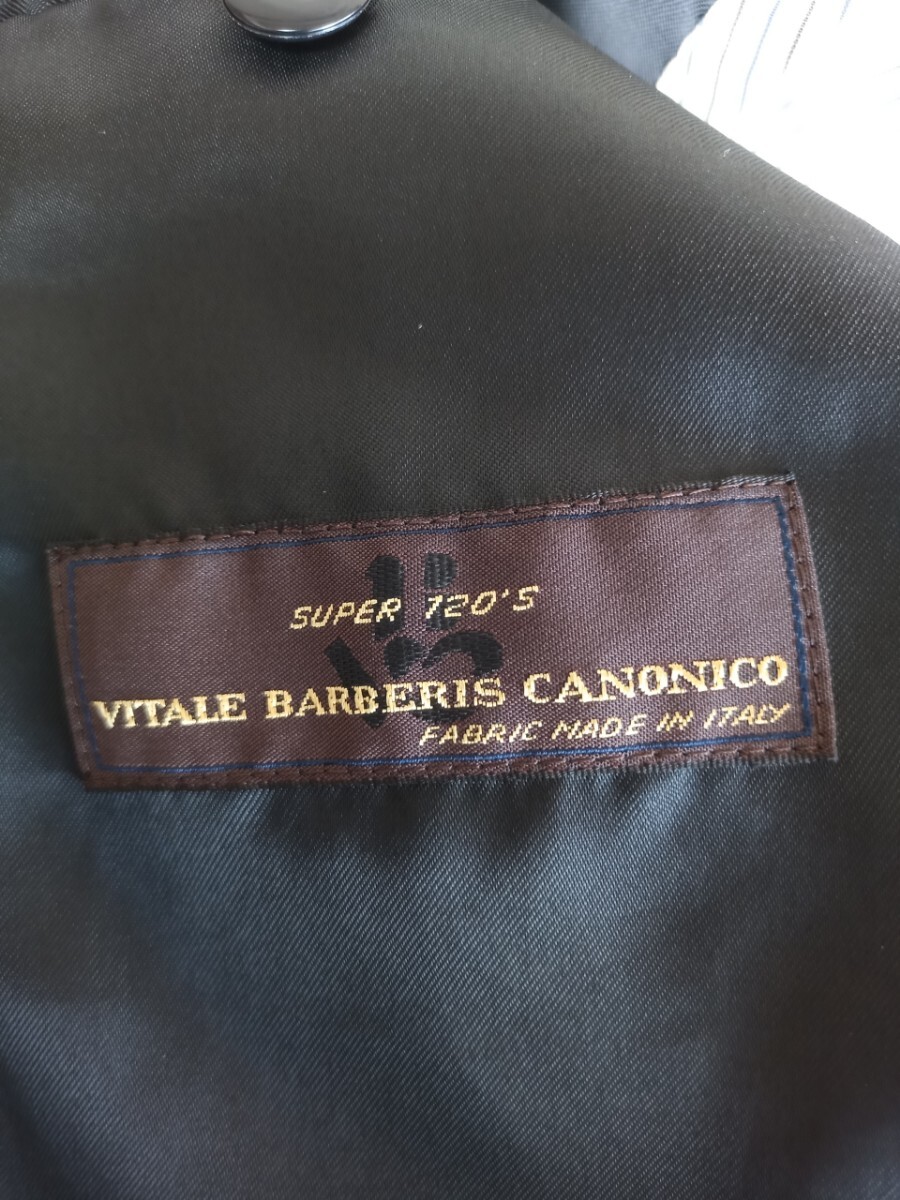 SUPER 120'S
VITALE BARBERIS CANONICO
FABRIC MADE IN ITALY